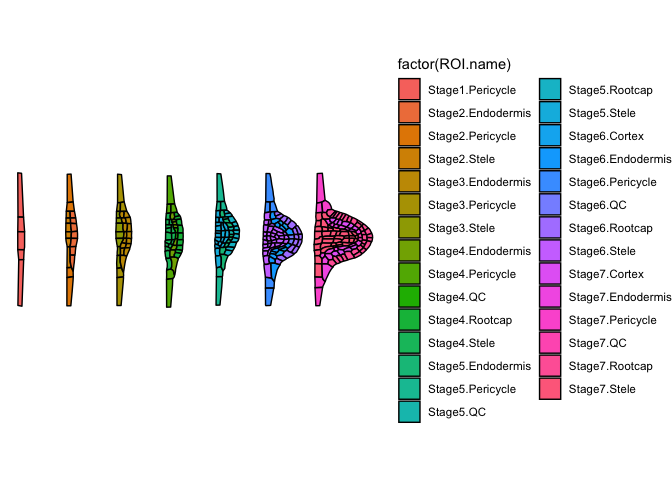 factor(ROI.name)
Stage1.Pericycle
Stage2.Endodermis
Stage2.Pericycle
Stage2.Stele
Stage3.Endodermis
Stage3.Pericycle
Stage3.Stele
Stage4.Endodermis
Stage4.Pericycle
Stage4.QC
Stage4.Rootcap
Stage4.Stele
Stage5.Endodermis
Stage5.Pericycle
Stage5.QC
Stage5.Rootcap
Stage5.Stele
Stage6.Cortex
Stage6.Endodermis
Stage6.Pericycle
Stage6.QC
Stage6.Rootcap
Stage6.Stele
Stage7.Cortex
Stage7.Endodermis
Stage7.Pericycle
Stage7.QC
Stage7.Rootcap
Stage7.Stele